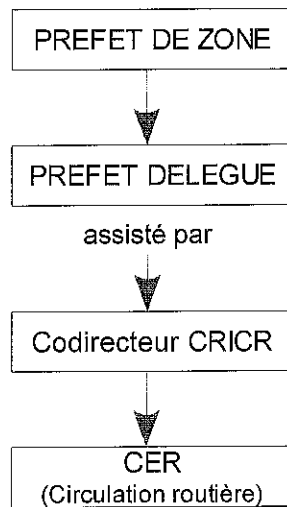 PREFET DE ZONE
PREFET DELEGUE
assisté par
Codirecteur CRICR
CER
(Circulation routière)